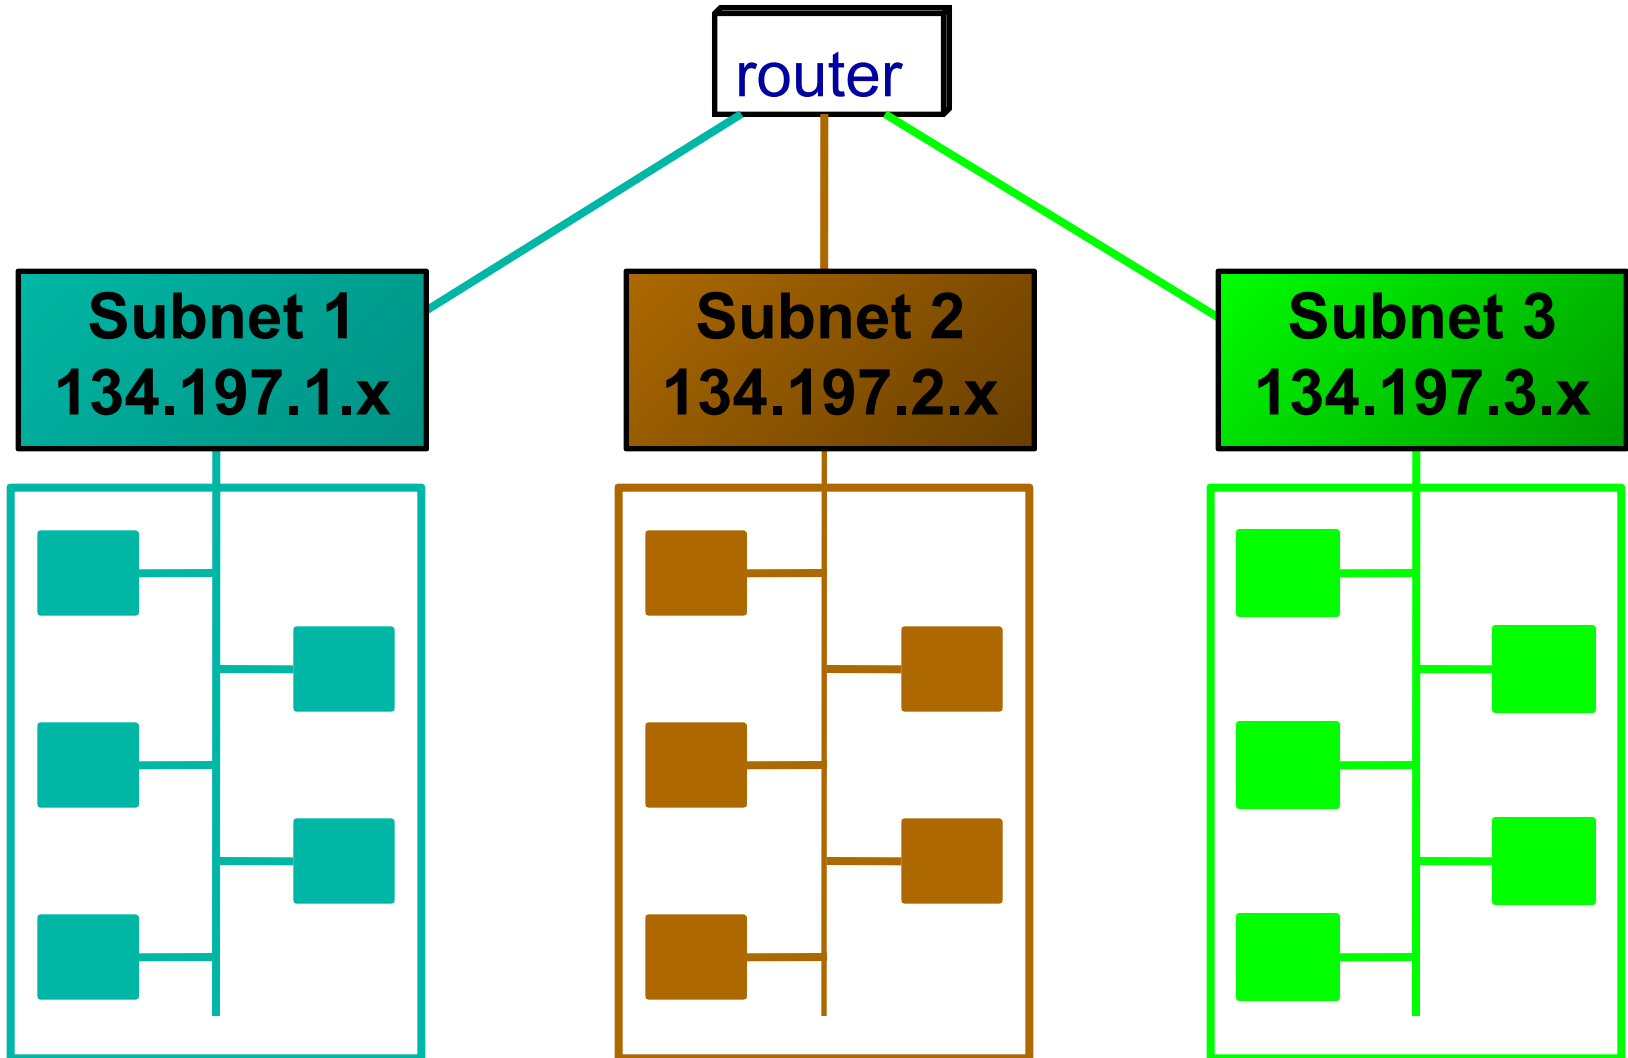 router
Subnet 1
134.197.1.x
Subnet 2
134.197.2.x
Subnet 3
134.197.3.x